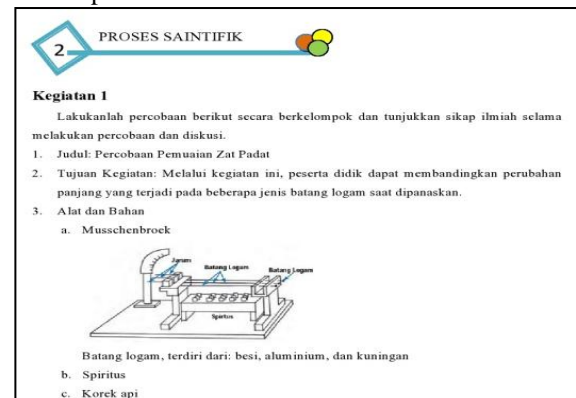 2
PROSES SAINTIFIK
Kegiatan 1
Lakukanlah percobaan berikut secara berkelompok dan tunjukkan sikap ilmiah selama
melakukan percobaan dan diskusi.
1. Judul: Percobaan Pemuaian Zat Padat
2. Tujuan Kegiatan: Melalui kegiatan ini, peserta didik dapat membandingkan perubahan
panjang yang terjadi pada beberapa jenis batang logam saat dipanaskan.
3. Alat dan Bahan
a. Musschenbroek
Jarum
Batang Logam
Batang Logam
Spirtus
Batang logam, terdiri dari: besi, aluminium, dan kuningan
b. Spiritus
c. Korek api